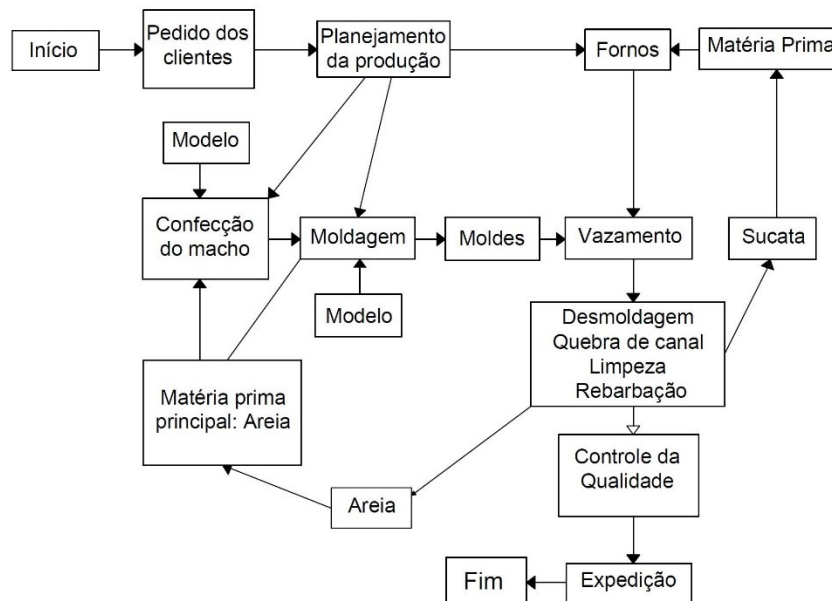 Início
Pedido dos
clientes
Planejamento
da produção
Fornos
Matéria Prima
Modelo
Confecção
do macho
Moldagem
Moldes
Vazamento
Sucata
Modelo
Desmoldagem
Quebra de canal
Limpeza
Rebarbação
Matéria prima
principal: Areia
Areia
Controle da
Qualidade
Fim
Expedição